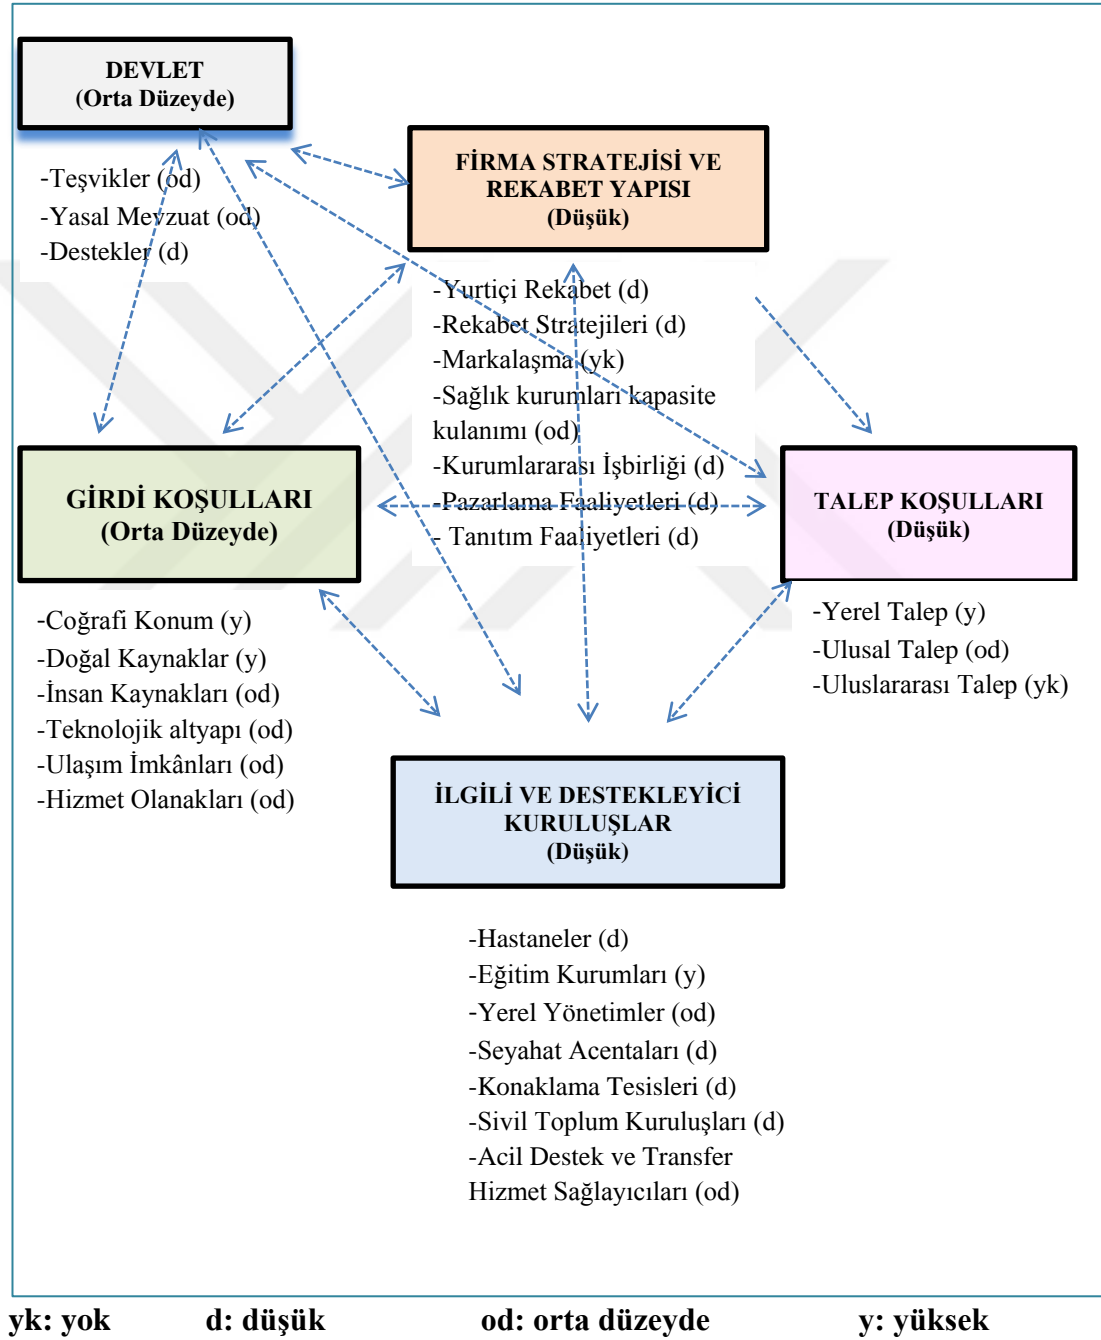 DEVLET
(Orta Düzeyde)
-Teşvikler (od)
-Yasal Mevzuat (od)
-Destekler (d)
FİRMA STRATEJİSİ VE
REKABET YAPISI
(Düşük)
-Yurtiçi Rekabet (d)
-Rekabet Stratejileri (d)
-Markalaşma (yk)
-Sağlık kurumları kapasite
kulanımı (od)
-Kurumlararası İşbirliği (d)
-Pazarlama Faaliyetleri (d)
- Tanıtım Faaliyetleri (d)
GİRDİ KOŞULLARI
(Orta Düzeyde)
-Coğrafi Konum (y)
-Doğal Kaynaklar (y)
-İnsan Kaynakları (od)
-Teknolojik altyapı (od)
-Ulaşım İmkânları (od)
-Hizmet Olanakları (od)
TALEP KOŞULLARI
(Düşük)
-Yerel Talep (y)
-Ulusal Talep (od)
-Uluslararası Talep (yk)
İLGİLİ VE DESTEKLEYİCİ
KURULUŞLAR
(Düşük)
-Hastaneler (d)
-Eğitim Kurumları (y)
-Yerel Yönetimler (od)
-Seyahat Acentaları (d)
-Konaklama Tesisleri (d)
-Sivil Toplum Kuruluşları (d)
-Acil Destek ve Transfer
Hizmet Sağlayıcıları (od)
yk: yok d: düşük od: orta düzeyde y: yüksek